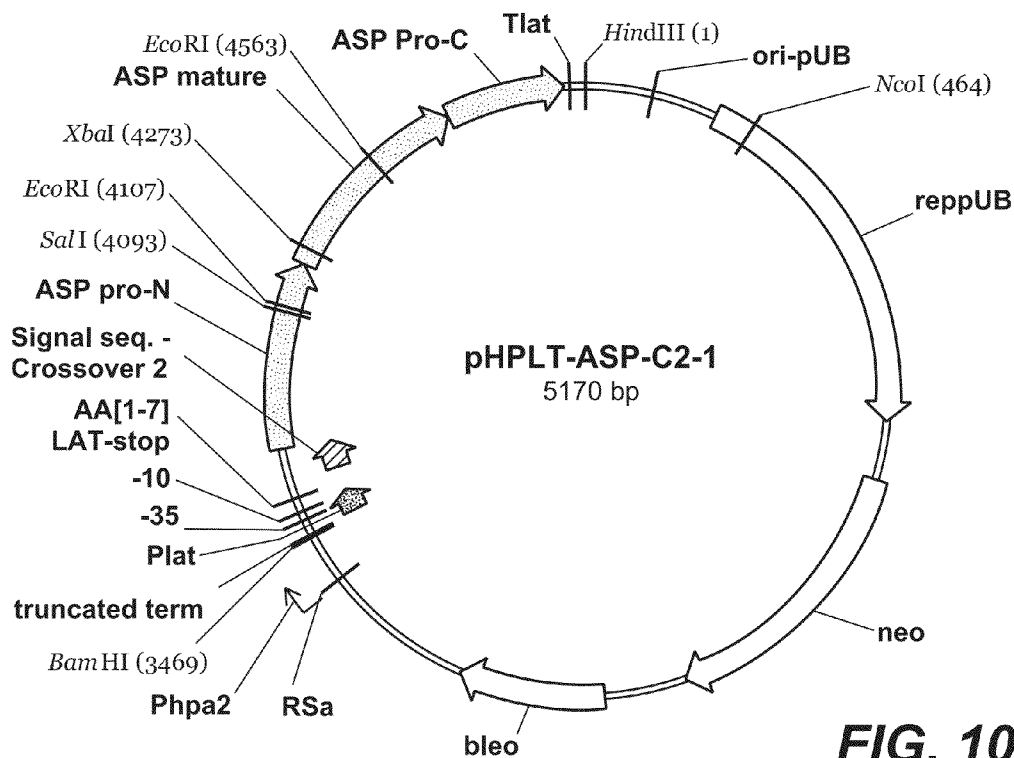 Tlat
HindIII (1)
ori-pUB
NcoI (464)
reppUB
neo
bleo
RSa
Phpa2
BamHI (3469)
truncated term
Plat
-35
-10
AA[1-7]
LAT-stop
Signal seq. -
Crossover 2
ASP pro-N
SalI (4093)
EcoRI (4107)
XbaI (4273)
ASP mature
EcoRI (4563)
ASP Pro-C
pHPLT-ASP-C2-1
5170 bp
FIG. 10